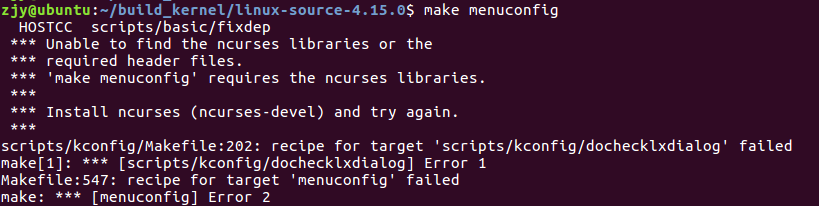 zjy@ubuntu:~/build_kernel/linux-source-4.15.0$ make menuconfig
  HOSTCC  scripts/basic/fixdep
 *** Unable to find the ncurses libraries or the
 *** required header files.
 *** 'make menuconfig' requires the ncurses libraries.
 ***
 *** Install ncurses (ncurses-devel) and try again.
 ***
scripts/kconfig/Makefile:202: recipe for target 'scripts/kconfig/dochecklxdialog' failed
make[1]: *** [scripts/kconfig/dochecklxdialog] Error 1
Makefile:547: recipe for target 'menuconfig' failed
make: *** [menuconfig] Error 2